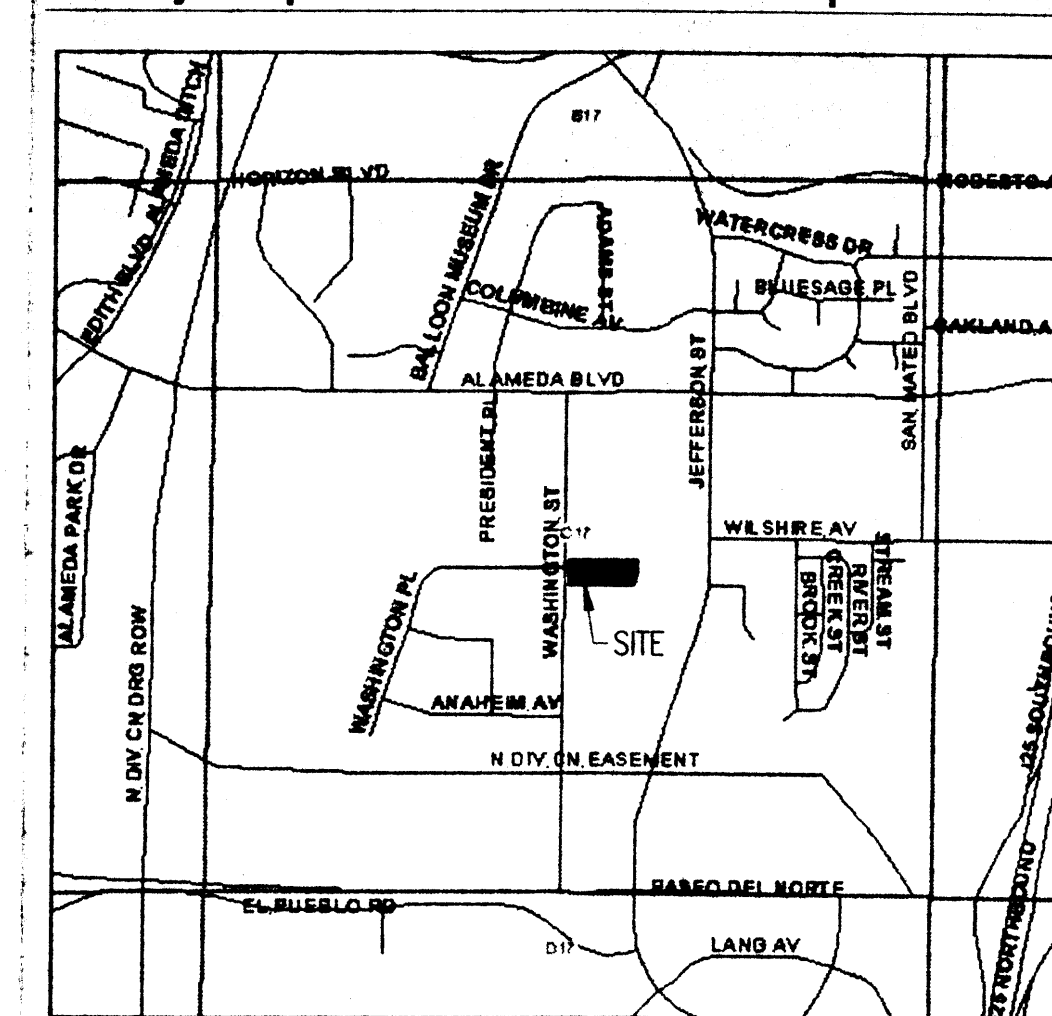 B17
ALAMEDA DITCH
HORIZON BLVD
EDITH BLVD
BALLOON MUSEUM DR
ADAMS ST
WATERCRESS DR
COLUMBINE AV
BLUESAGE PL
SAN MATEO BLVD
OAKLAND A
ALAMEDA BLVD
JEFFERSON ST
PRESIDENT PL
ALAMEDA PARK DR
WASHINGTON ST
C17
WILSHIRE AV
STREAM ST
RIVER ST
CREEK ST
BROOK ST
WASHINGTON PL
SITE
N DIV. CN DRG ROW
ANAHEIM AV
N DIV. CN. EASEMENT
PASEO DEL NORTE
EL PUEBLO RD
D17
LANG AV
25 NORTHBOUND